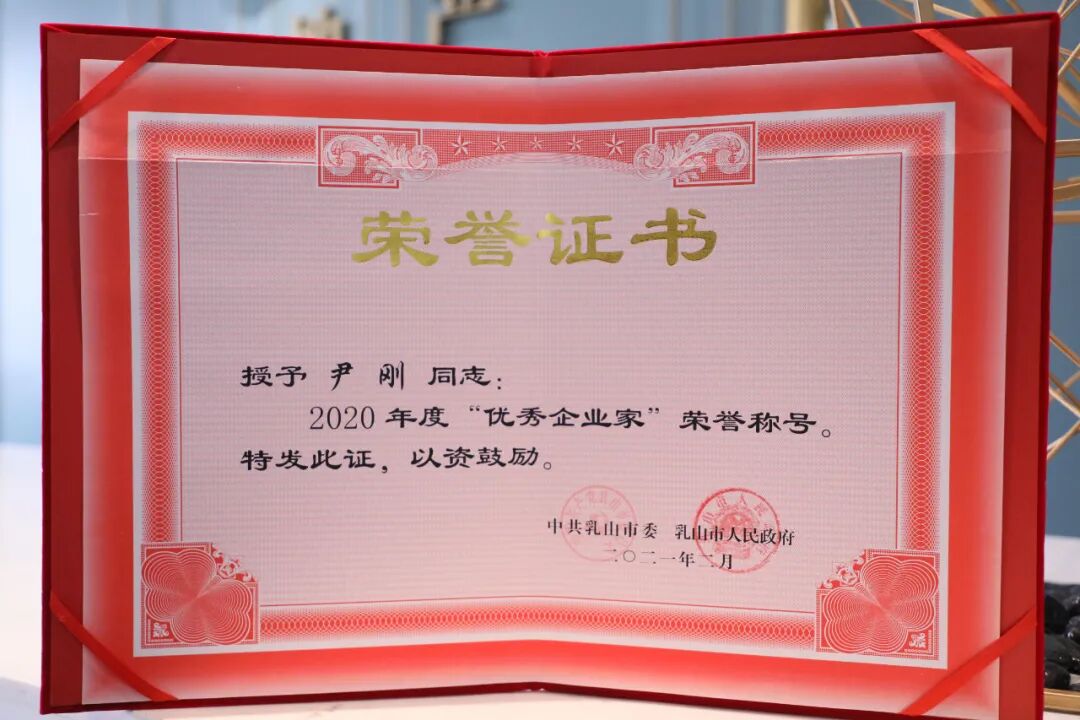 荣誉证书
授予 尹 刚 同志：
2020年度“优秀企业家”荣誉称号。
特发此证，以资鼓励。
中共乳山市委 乳山市人民政府
二〇二一年二月